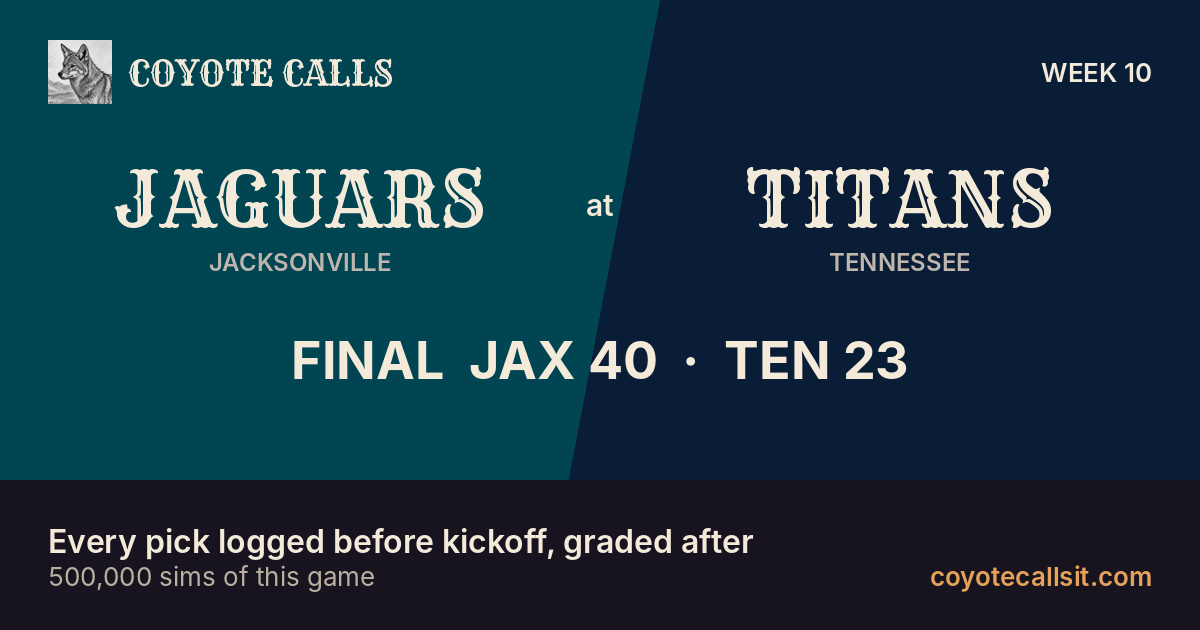 COYOTE CALLS
WEEK 10
JAGUARS at TITANS
JACKSONVILLE TENNESSEE
FINAL JAX 40 · TEN 23
Every pick logged before kickoff, graded after
500,000 sims of this game
coyotecallsit.com